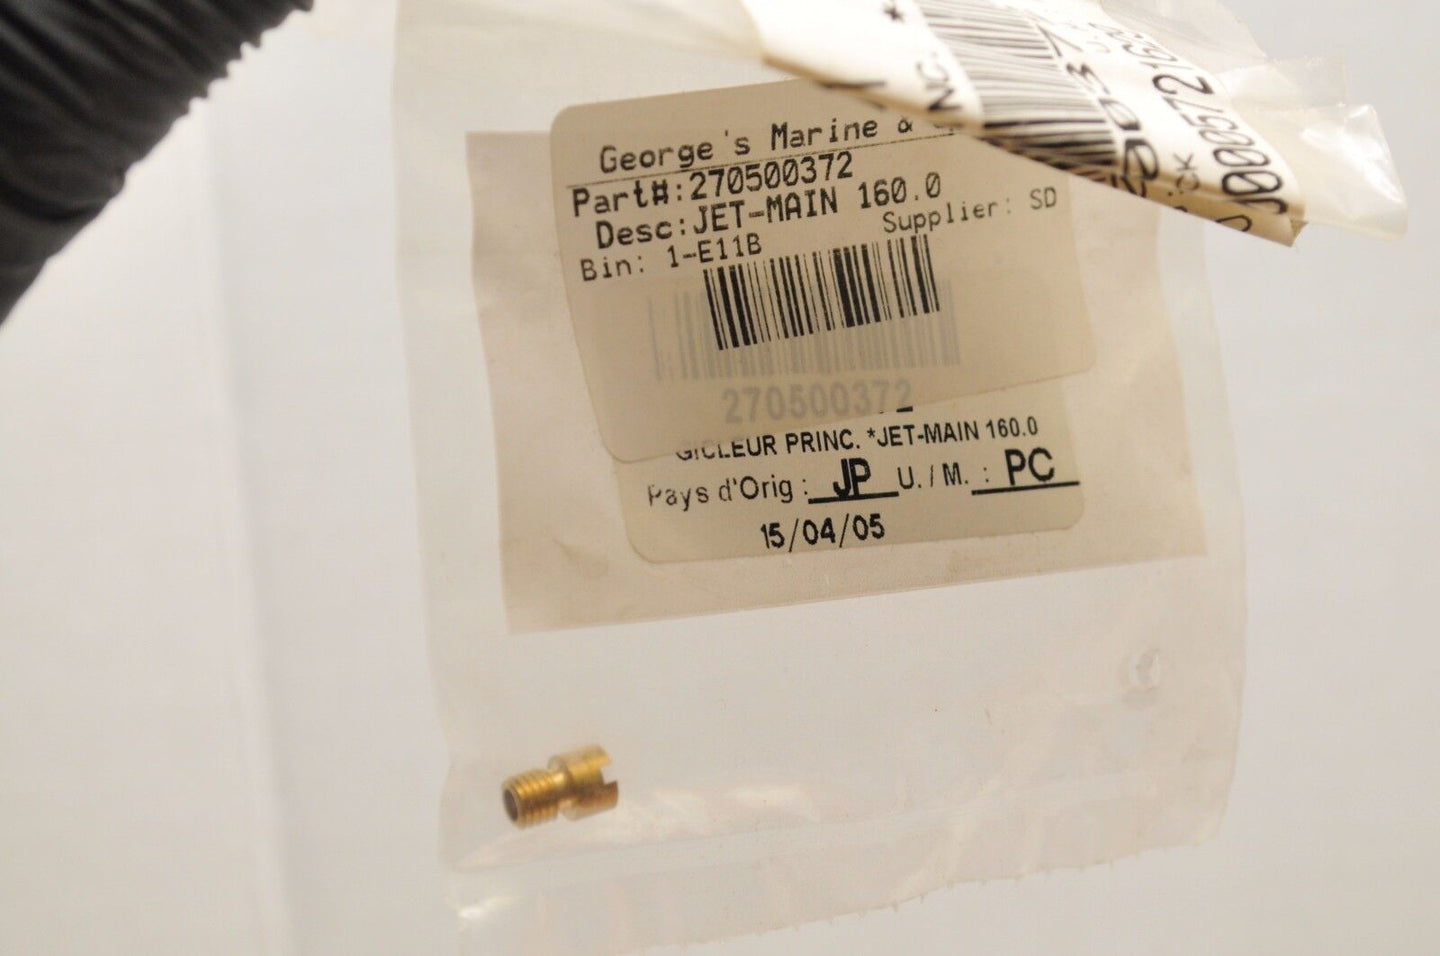 George's Marine &
Part#:270500372
Desc:JET-MAIN 160.0
Bin: 1-E11B Supplier: SD
270500372
GICLEUR PRINC. *JET-MAIN 160.0
Pays d'Orig : JP U. / M. : PC
15/04/05
INC. *